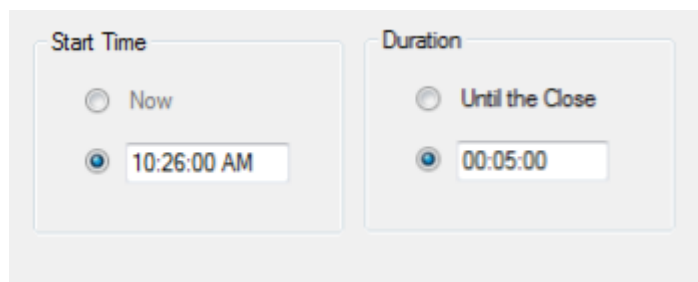 Start Time
Now
10:26:00 AM
Duration
Until the Close
00:05:00